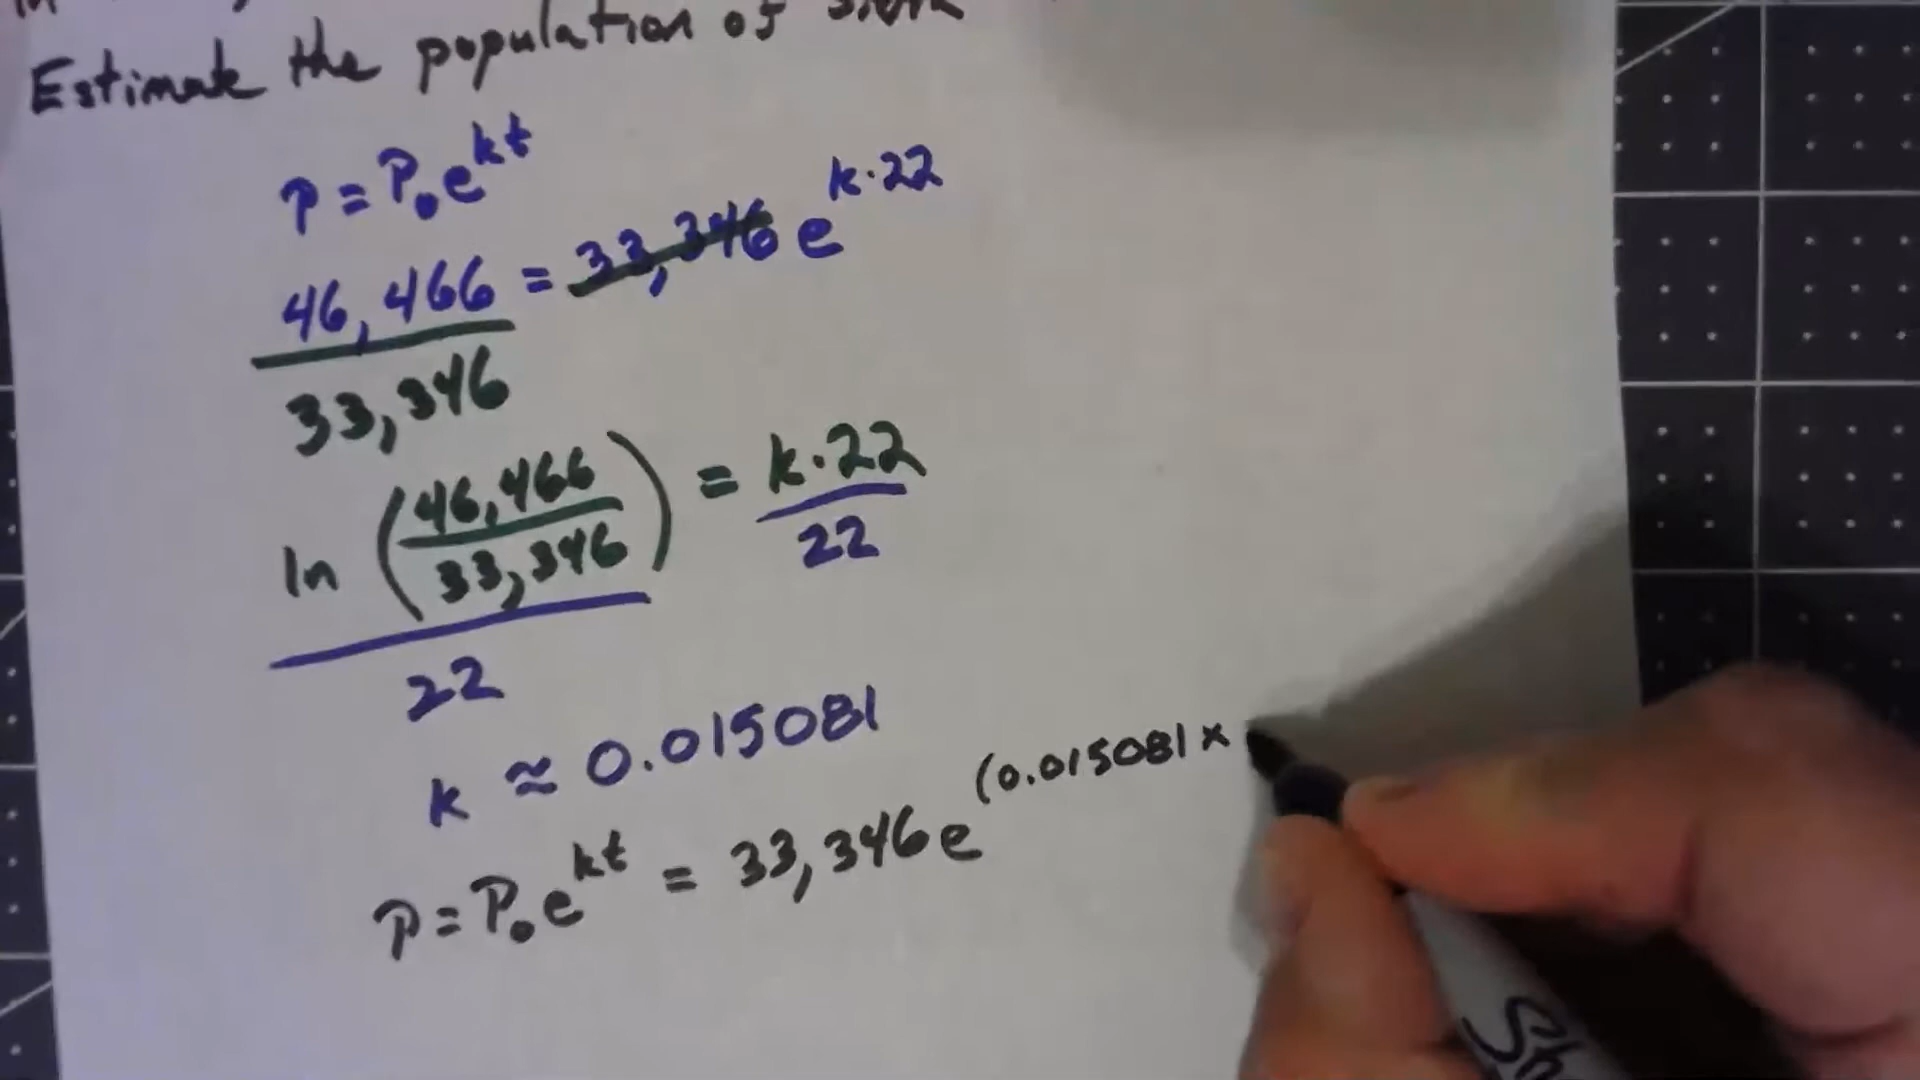 Estimate the population of
P = P₀e^kt
46,466 = 33,346 e^k·22
33,346
ln (46,466/33,346) = k·22
22 22
k ≈ 0.015081
P = P₀e^kt = 33,346e^(0.015081×